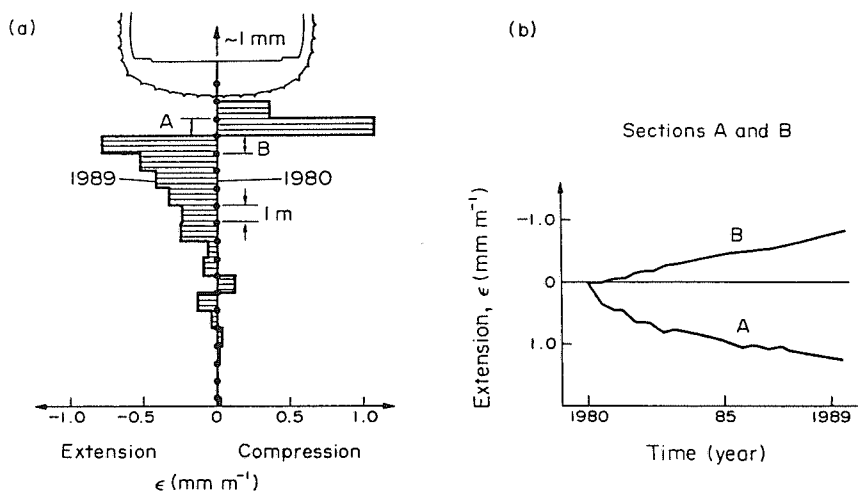 (a)
~1 mm
A
B
1989
1980
1 m
-1.0
-0.5
0
0.5
1.0
Extension
Compression
ϵ (mm m⁻¹)
(b)
Sections A and B
Extension, ϵ (mm m⁻¹)
-1.0
0
1.0
B
A
1980
85
1989
Time (year)